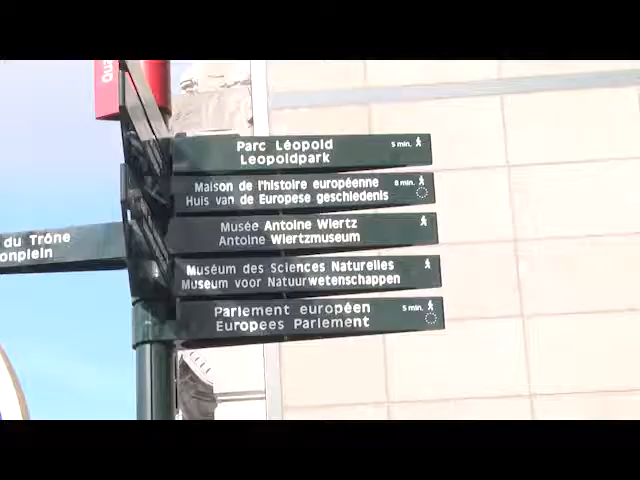 Parc Léopold 5 min.
Leopoldpark
Maison de l'histoire européenne 8 min.
Huis van de Europese geschiedenis
Musée Antoine Wiertz
Antoine Wiertzmuseum
du Trône
onplein
Muséum des Sciences Naturelles
Museum voor Natuurwetenschappen
Parlement européen 5 min.
Europees Parlement